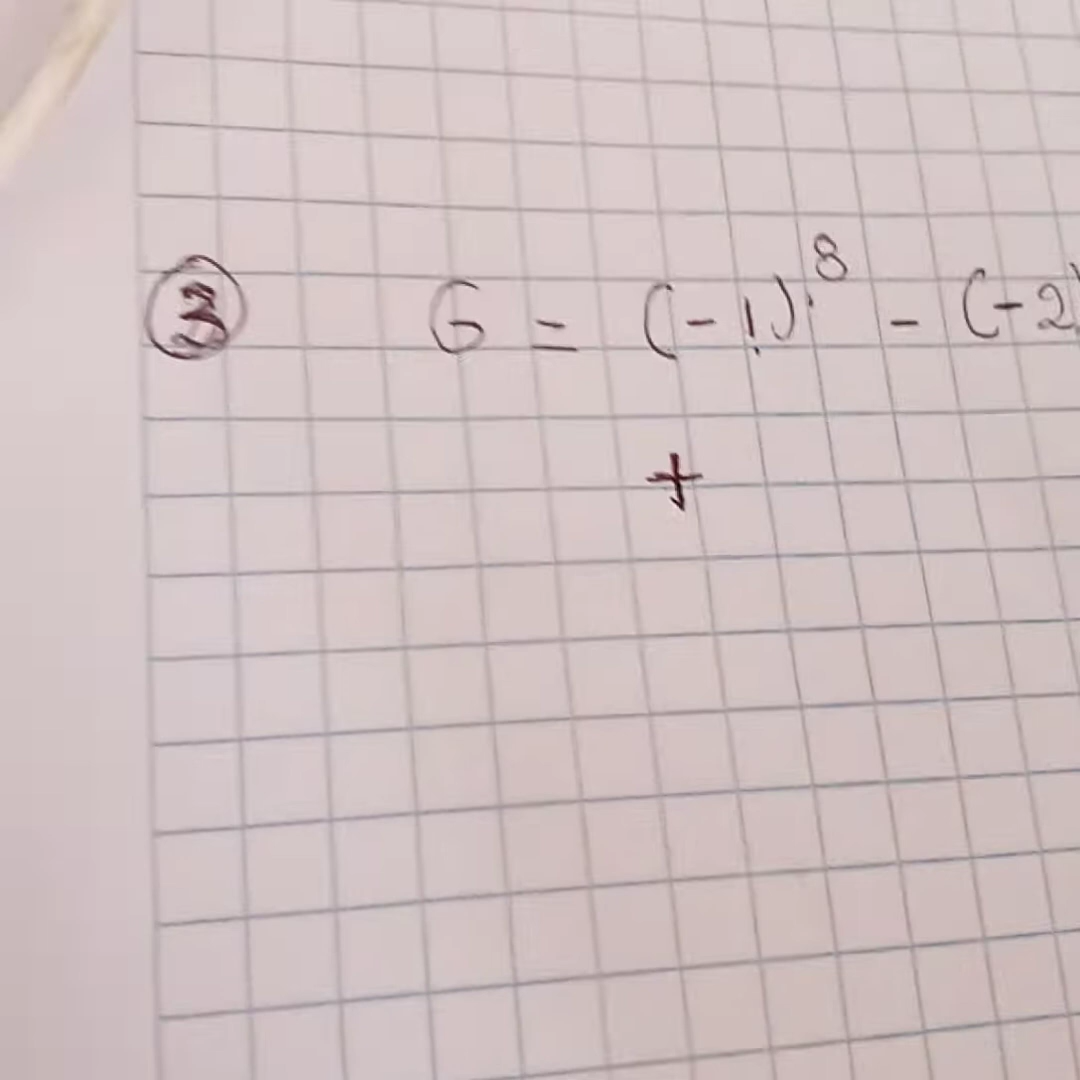 ③ G = (-1)⁸ - (-2)
+